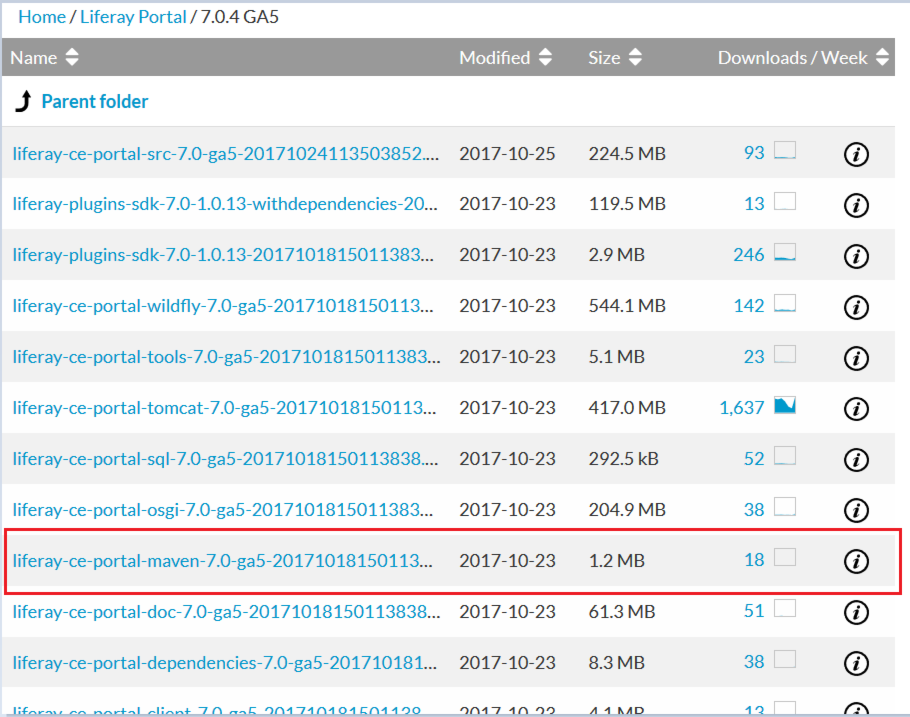 Home / Liferay Portal / 7.0.4 GA5
Name Modified Size Downloads / Week
Parent folder
liferay-ce-portal-src-7.0-ga5-20171024113503852.... 2017-10-25 224.5 MB 93
liferay-plugins-sdk-7.0-1.0.13-withdependencies-20... 2017-10-23 119.5 MB 13
liferay-plugins-sdk-7.0-1.0.13-2017101815011383... 2017-10-23 2.9 MB 246
liferay-ce-portal-wildfly-7.0-ga5-20171018150113... 2017-10-23 544.1 MB 142
liferay-ce-portal-tools-7.0-ga5-2017101815011383... 2017-10-23 5.1 MB 23
liferay-ce-portal-tomcat-7.0-ga5-20171018150113... 2017-10-23 417.0 MB 1,637
liferay-ce-portal-sql-7.0-ga5-20171018150113838.... 2017-10-23 292.5 kB 52
liferay-ce-portal-osgi-7.0-ga5-2017101815011383... 2017-10-23 204.9 MB 38
liferay-ce-portal-maven-7.0-ga5-20171018150113... 2017-10-23 1.2 MB 18
liferay-ce-portal-doc-7.0-ga5-20171018150113838... 2017-10-23 61.3 MB 51
liferay-ce-portal-dependencies-7.0-ga5-201710181... 2017-10-23 8.3 MB 38
liferay-ce-portal-client-7.0-ga5-201710181501138... 2017-10-23 4.1 MB 13